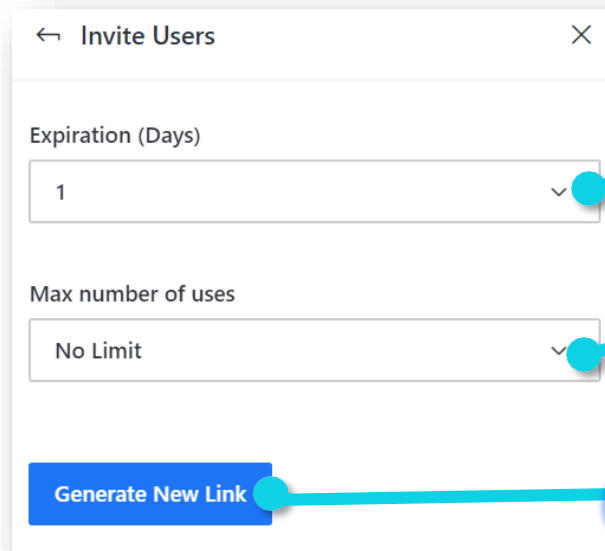 Invite Users
Expiration (Days)
1
Max number of uses
No Limit
Generate New Link